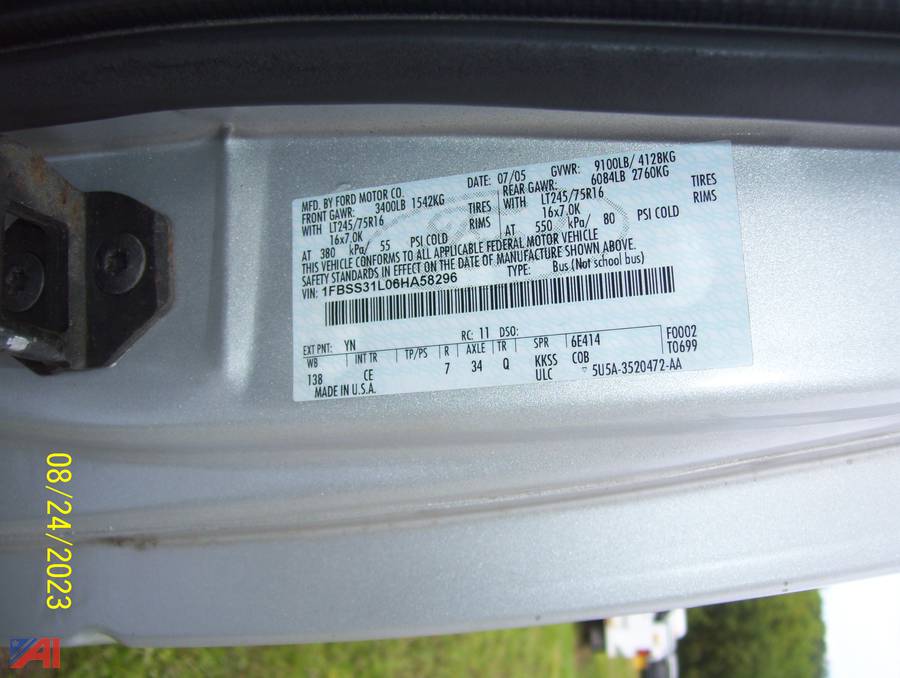 MFD. BY FORD MOTOR CO.
DATE: 07/05 GVWR: 9100LB/ 4128KG
FRONT GAWR: 3400LB 1542KG
REAR GAWR: 6084LB 2760KG
WITH LT245/75R16 TIRES
WITH LT245/75R16 TIRES
16x7.0K RIMS
16x7.0K RIMS
AT 380 kPa/ 55 PSI COLD
AT 550 kPa/ 80 PSI COLD
THIS VEHICLE CONFORMS TO ALL APPLICABLE FEDERAL MOTOR VEHICLE
SAFETY STANDARDS IN EFFECT ON THE DATE OF MANUFACTURE SHOWN ABOVE.
VIN: 1FBSS31L06HA58296 TYPE: Bus (Not school bus)
EXT PNT: YN RC: 11 DSO: F0002
WB INT TR TP/PS R AXLE TR SPR 6E414 T0699
138 CE 7 34 Q KKSS COB
MADE IN U.S.A. ULC 5U5A-3520472-AA
08/24/2023
AI